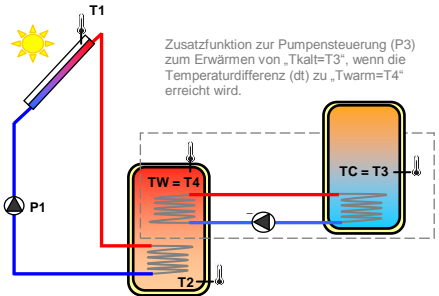 T1
Zusatzfunktion zur Pumpensteuerung (P3)
zum Erwärmen von „Tkalt=T3“, wenn die
Temperaturdifferenz (dt) zu „Twarm=T4“
erreicht wird.
TC = T3
TW = T4
P1
T2